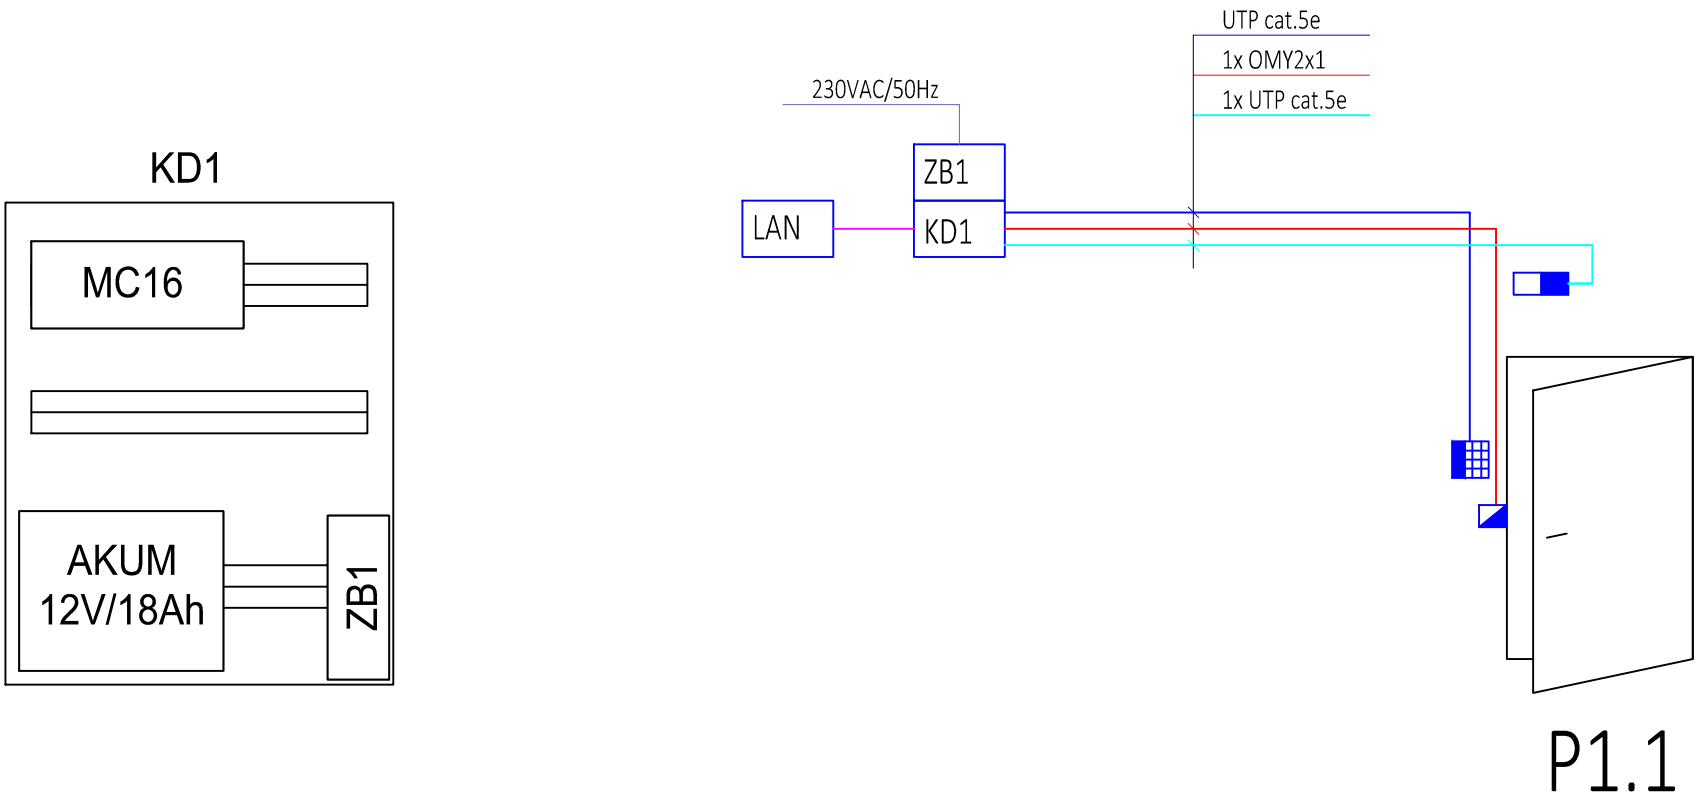 KD1
MC16
AKUM
12V/18Ah
ZB1
UTP cat.5e
1x OMY2x1
1x UTP cat.5e
230VAC/50Hz
ZB1
LAN
KD1
P1.1